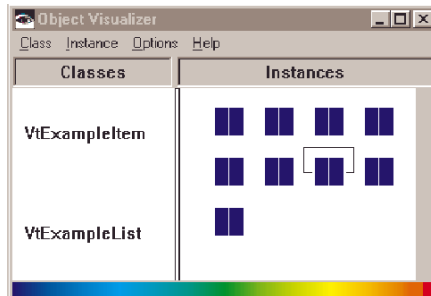 Object Visualizer
Class Instance Options Help
Classes Instances
VtExampleItem
VtExampleList